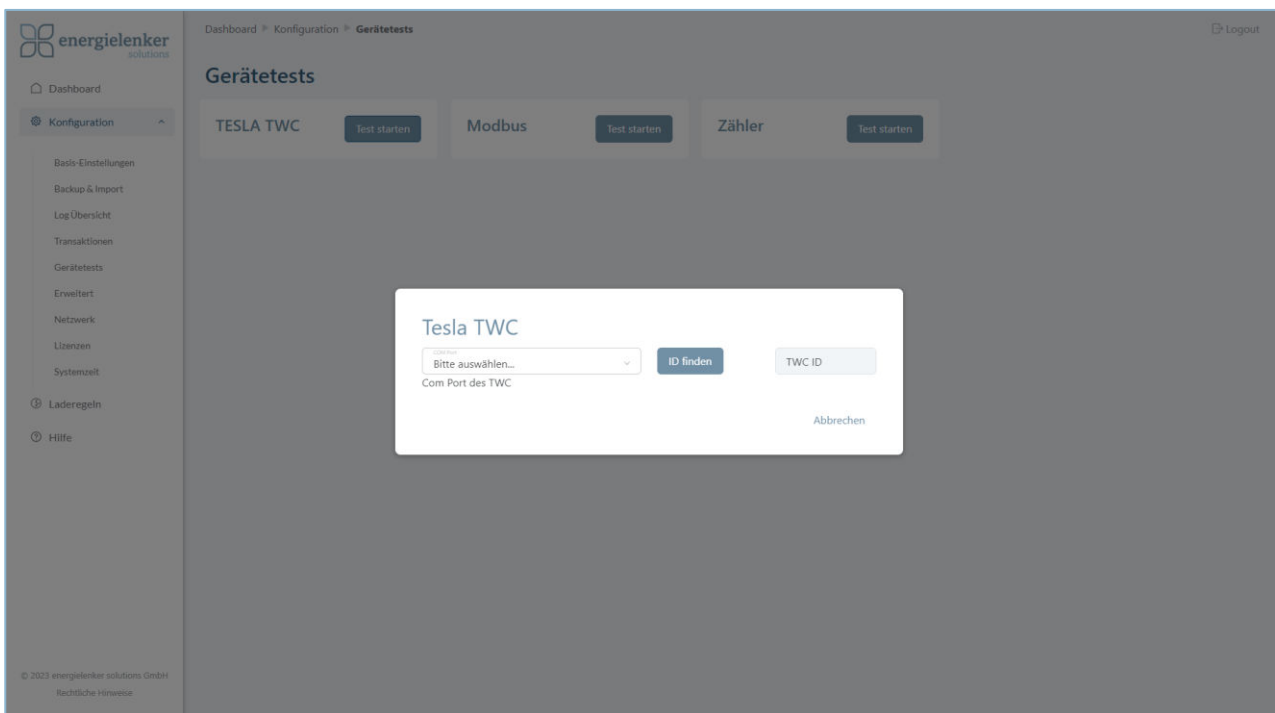 energielenker
solutions
Dashboard
Konfiguration
Basis-Einstellungen
Backup & Import
Log Übersicht
Transaktionen
Gerätetests
Erweitert
Netzwerk
Lizenzen
Systemzeit
Laderegeln
Hilfe
© 2023 energielenker solutions GmbH
Rechtliche Hinweise
Dashboard Konfiguration Gerätetests
Logout
Gerätetests
TESLA TWC Test starten Modbus Test starten Zähler Test starten
Tesla TWC
COM Port
Bitte auswählen... ID finden TWC ID
Com Port des TWC
Abbrechen